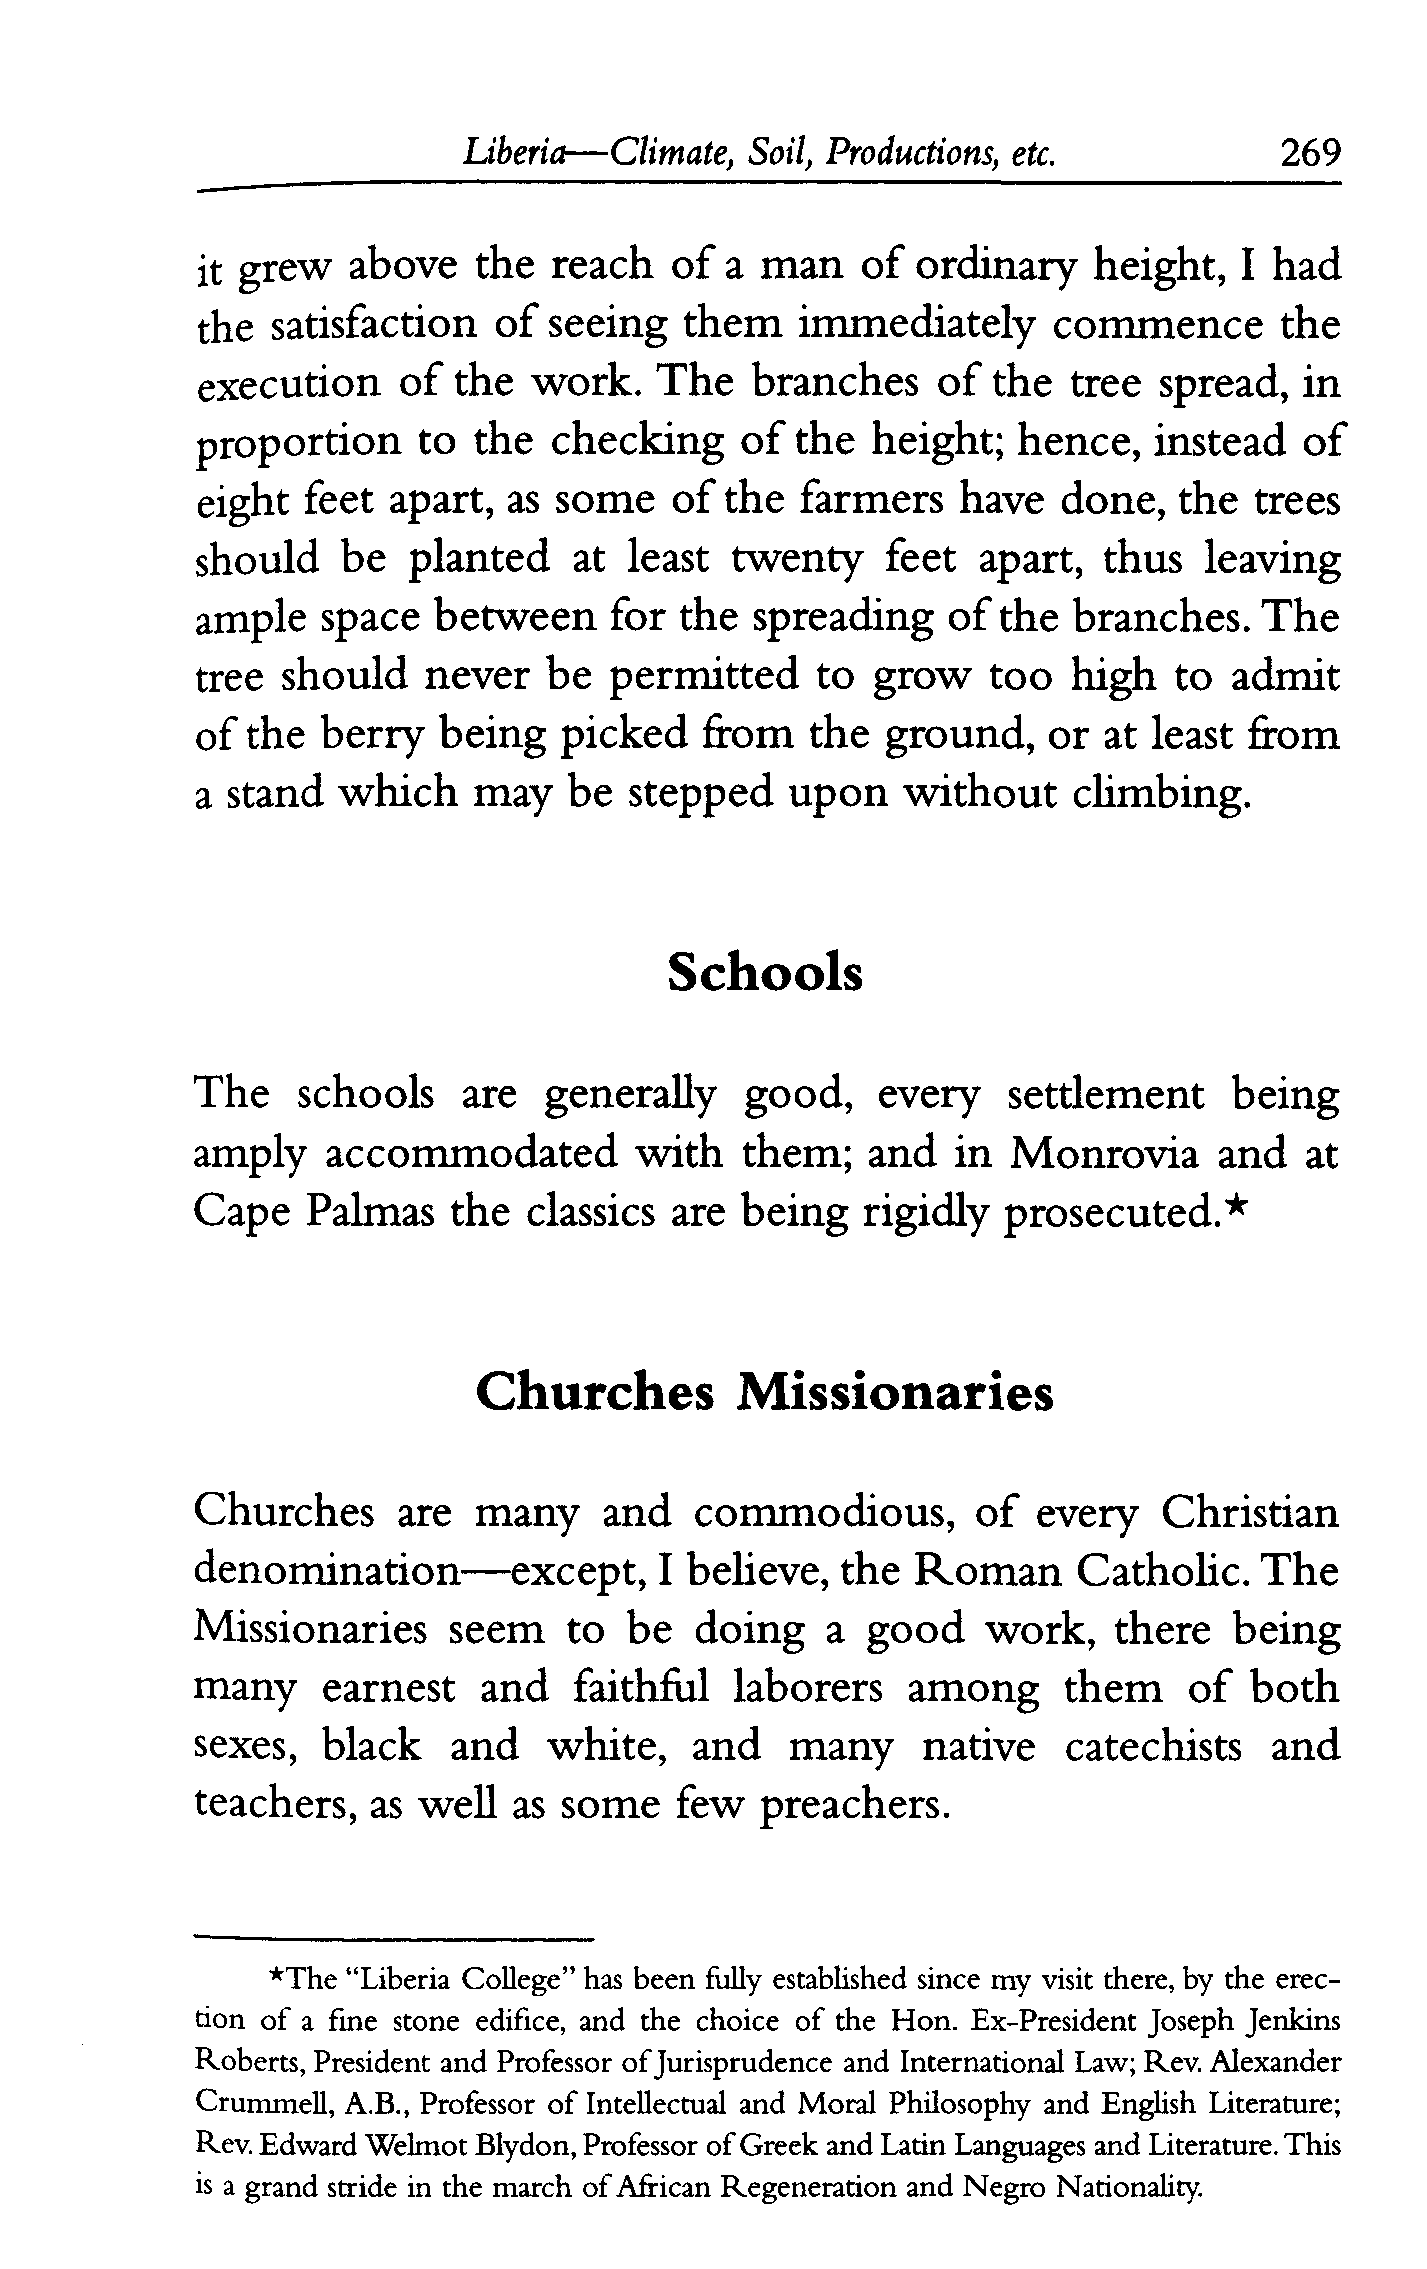 Liberia—Climate, Soil, Productions, etc. 269
it grew above the reach of a man of ordinary height, I had
the satisfaction of seeing them immediately commence the
execution of the work. The branches of the tree spread, in
proportion to the checking of the height; hence, instead of
eight feet apart, as some of the farmers have done, the trees
should be planted at least twenty feet apart, thus leaving
ample space between for the spreading of the branches. The
tree should never be permitted to grow too high to admit
of the berry being picked from the ground, or at least from
a stand which may be stepped upon without climbing.
Schools
The schools are generally good, every settlement being
amply accommodated with them; and in Monrovia and at
Cape Palmas the classics are being rigidly prosecuted.★
Churches Missionaries
Churches are many and commodious, of every Christian
denomination—except, I believe, the Roman Catholic. The
Missionaries seem to be doing a good work, there being
many earnest and faithful laborers among them of both
sexes, black and white, and many native catechists and
teachers, as well as some few preachers.
★The “Liberia College” has been fully established since my visit there, by the erec-
tion of a fine stone edifice, and the choice of the Hon. Ex-President Joseph Jenkins
Roberts, President and Professor of Jurisprudence and International Law; Rev. Alexander
Crummell, A.B., Professor of Intellectual and Moral Philosophy and English Literature;
Rev. Edward Welmot Blydon, Professor of Greek and Latin Languages and Literature. This
is a grand stride in the march of African Regeneration and Negro Nationality.